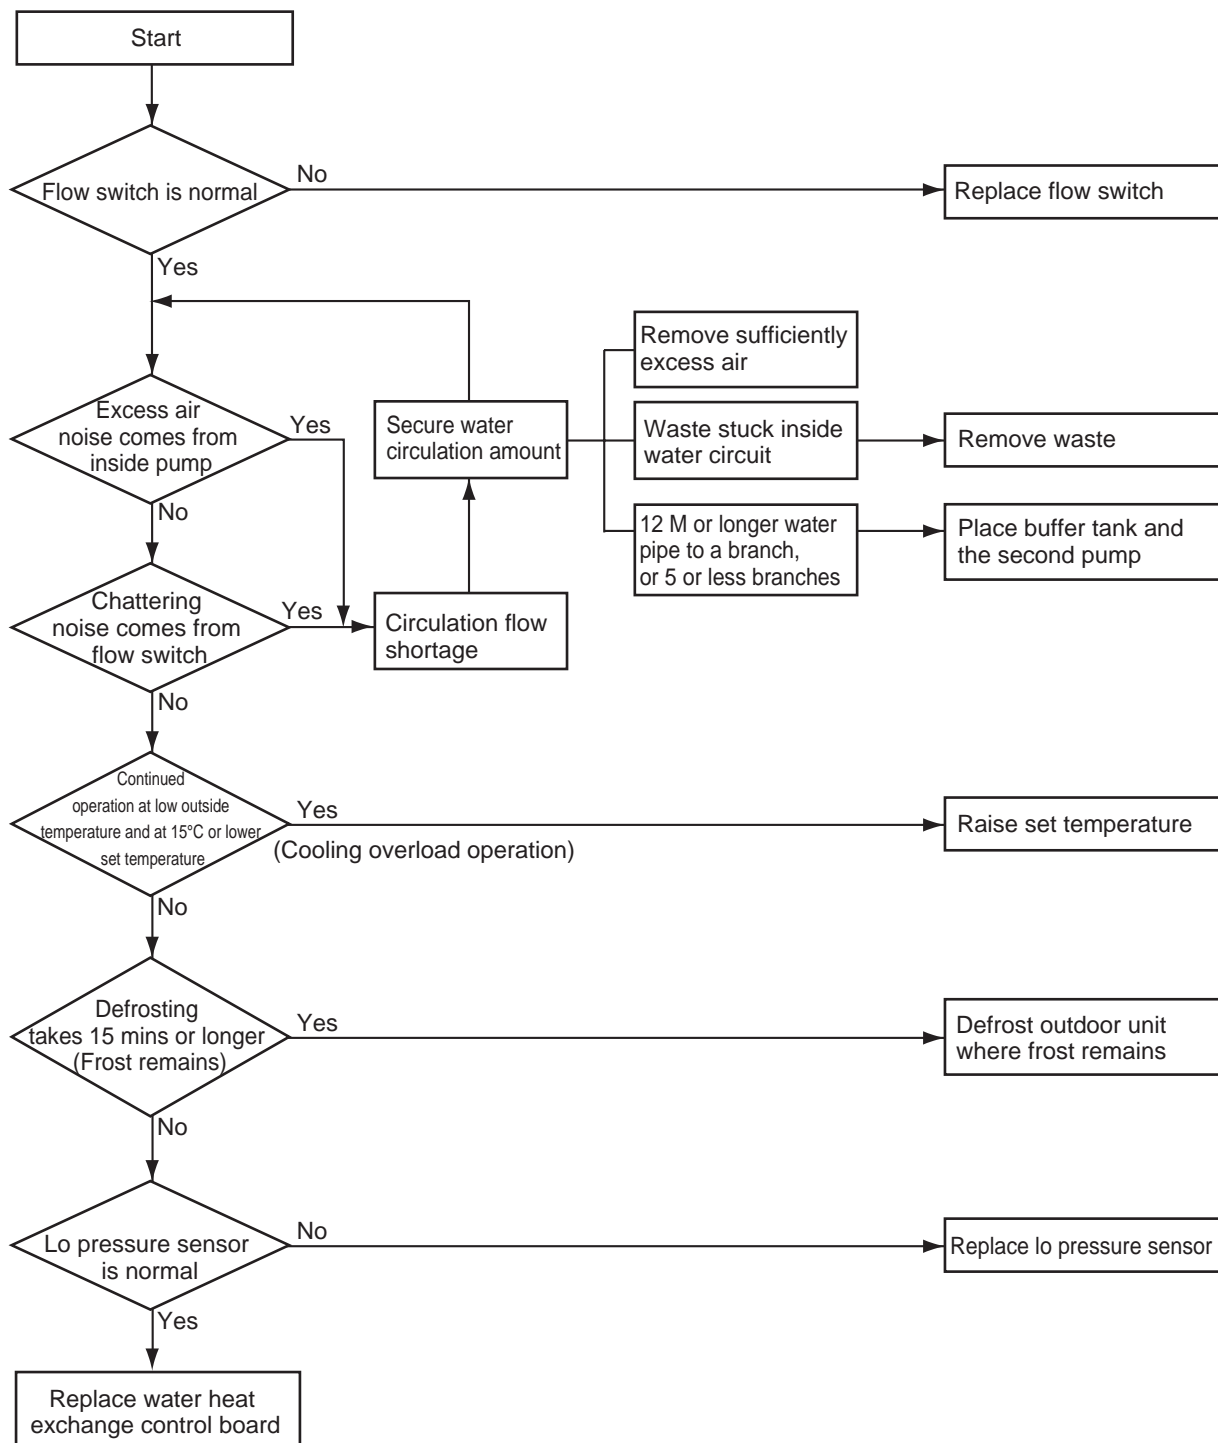 Start
Flow switch is normal
No
Replace flow switch
Yes
Excess air
noise comes from
inside pump
Yes
No
Secure water
circulation amount
Remove sufficiently
excess air
Waste stuck inside
water circuit
Remove waste
12 M or longer water
pipe to a branch,
or 5 or less branches
Place buffer tank and
the second pump
Chattering
noise comes from
flow switch
Yes
No
Circulation flow
shortage
Continued
operation at low outside
temperature and at 15°C or lower
set temperature
Yes
(Cooling overload operation)
Raise set temperature
No
Defrosting
takes 15 mins or longer
(Frost remains)
Yes
Defrost outdoor unit
where frost remains
No
Lo pressure sensor
is normal
No
Replace lo pressure sensor
Yes
Replace water heat
exchange control board